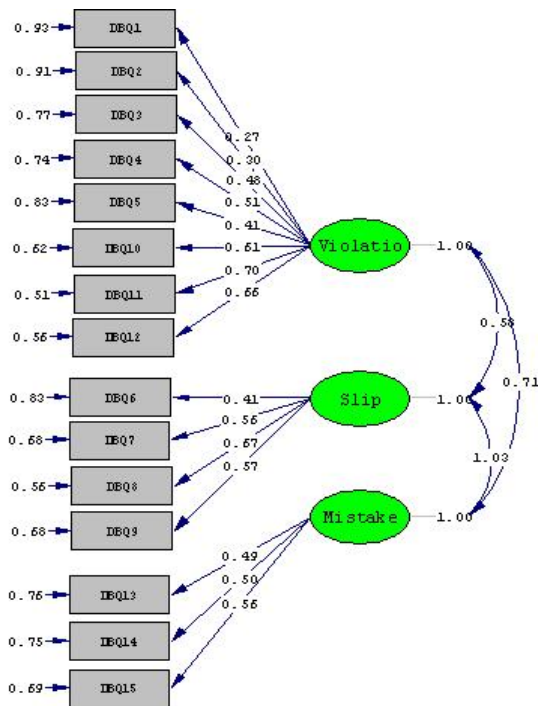 0.93 DBQ1
0.91 DBQ2
0.77 DBQ3
0.27
0.30
0.74 DBQ4
0.48
0.51
0.83 DBQ5
0.41
0.62 DBQ10 0.61 Violatio 1.00
0.70
0.51 DBQ11
0.66
0.56 DBQ12
0.58
0.71
0.83 DBQ6 0.41 Slip 1.00
0.56
0.68 DBQ7
0.67
0.57
1.03
0.56 DBQ8
0.68 DBQ9
Mistake 1.00
0.49
0.50
0.56
0.76 DBQ13
0.75 DBQ14
0.69 DBQ15